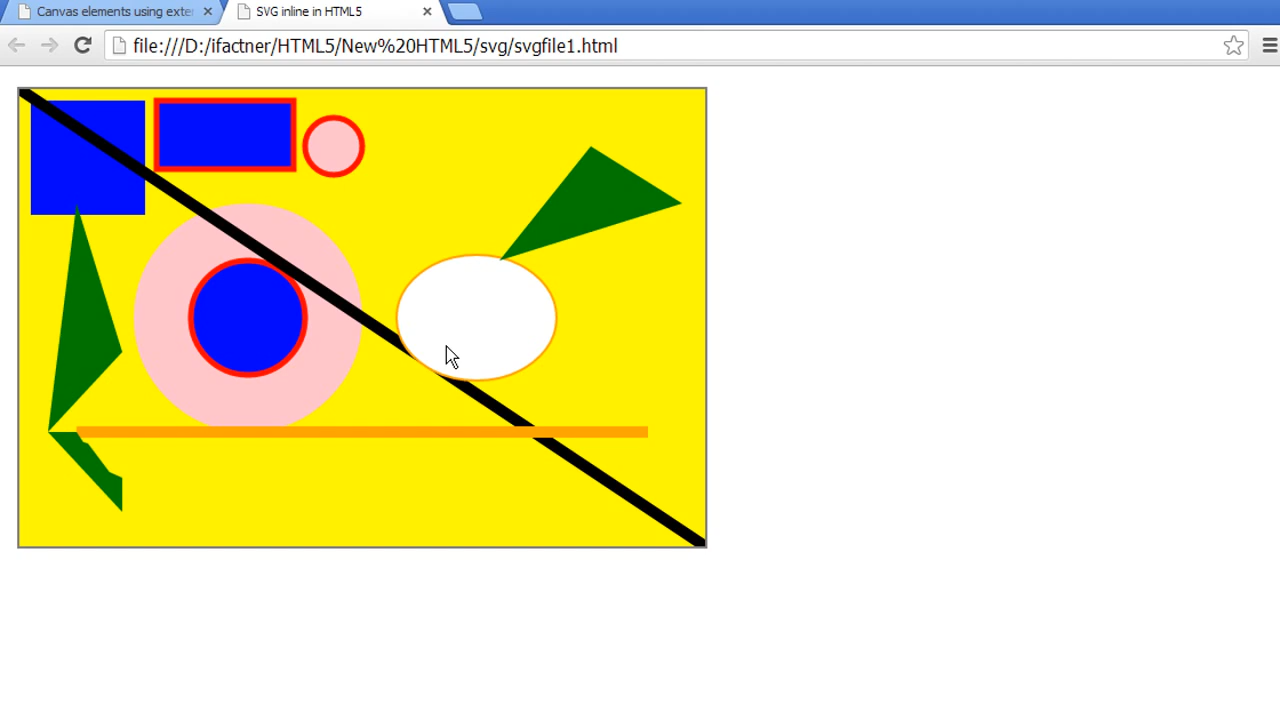 Canvas elements using exte
SVG inline in HTML5
file:///D:/ifactner/HTML5/New%20HTML5/svg/svgfile1.html